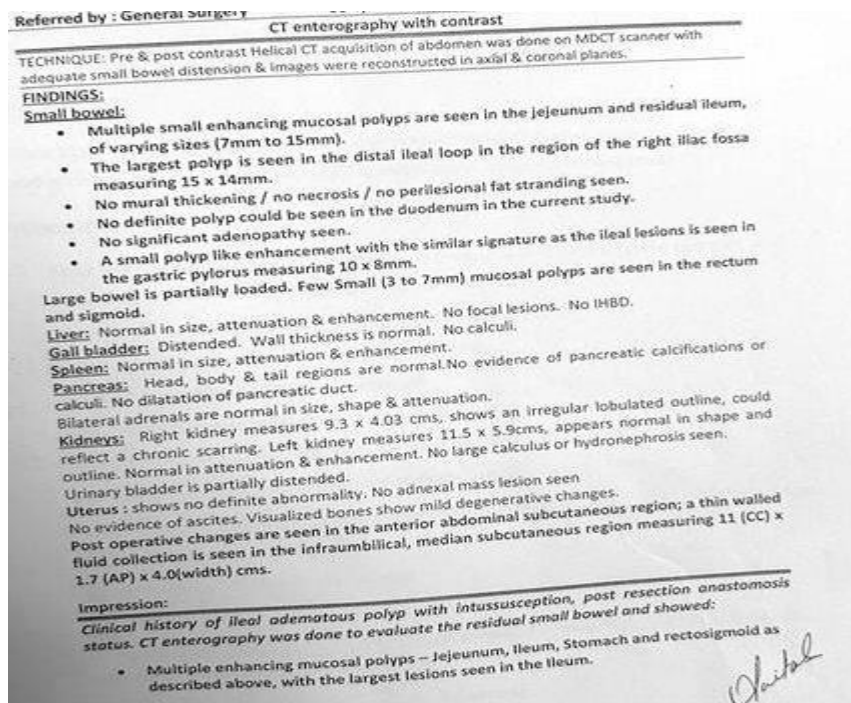 Referred by : General Surgery
CT enterography with contrast
TECHNIQUE: Pre & post contrast Helical CT acquisition of abdomen was done on MDCT scanner with
adequate small bowel distension & images were reconstructed in axial & coronal planes.
FINDINGS:
Small bowel:
• Multiple small enhancing mucosal polyps are seen in the jejeunum and residual ileum,
of varying sizes (7mm to 15mm).
• The largest polyp is seen in the distal ileal loop in the region of the right iliac fossa
measuring 15 x 14mm.
• No mural thickening / no necrosis / no perilesional fat stranding seen.
• No definite polyp could be seen in the duodenum in the current study.
• No significant adenopathy seen.
• A small polyp like enhancement with the similar signature as the ileal lesions is seen in
the gastric pylorus measuring 10 x 8mm.
Large bowel is partially loaded. Few Small (3 to 7mm) mucosal polyps are seen in the rectum
and sigmoid.
Liver: Normal in size, attenuation & enhancement. No focal lesions. No IHBD.
Gall bladder: Distended. Wall thickness is normal. No calculi.
Spleen: Normal in size, attenuation & enhancement.
Pancreas: Head, body & tail regions are normal.No evidence of pancreatic calcifications or
calculi. No dilatation of pancreatic duct.
Bilateral adrenals are normal in size, shape & attenuation.
Kidneys: Right kidney measures 9.3 x 4.03 cms, shows an irregular lobulated outline, could
reflect a chronic scarring. Left kidney measures 11.5 x 5.9cms, appears normal in shape and
outline. Normal in attenuation & enhancement. No large calculus or hydronephrosis seen.
Urinary bladder is partially distended.
Uterus : shows no definite abnormality. No adnexal mass lesion seen
No evidence of ascites. Visualized bones show mild degenerative changes.
Post operative changes are seen in the anterior abdominal subcutaneous region; a thin walled
fluid collection is seen in the infraumbilical, median subcutaneous region measuring 11 (CC) x
1.7 (AP) x 4.0(width) cms.
Impression:
Clinical history of ileal adematous polyp with intussusception, post resection anastomosis
status. CT enterography was done to evaluate the residual small bowel and showed:
• Multiple enhancing mucosal polyps – Jejeunum, Ileum, Stomach and rectosigmoid as
described above, with the largest lesions seen in the Ileum.